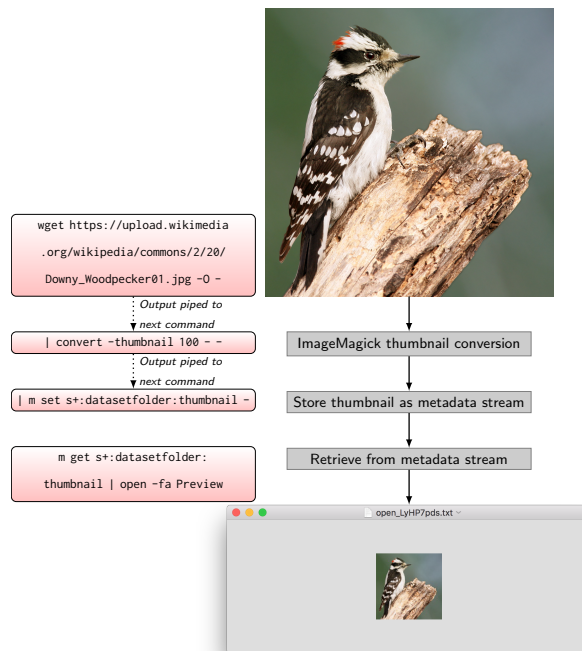 wget https://upload.wikimedia
.org/wikipedia/commons/2/20/
Downy_Woodpecker01.jpg -O -
Output piped to
next command
| convert -thumbnail 100 - -
ImageMagick thumbnail conversion
Output piped to
next command
| m set s+:datasetfolder:thumbnail -
Store thumbnail as metadata stream
m get s+:datasetfolder:
thumbnail | open -fa Preview
Retrieve from metadata stream
open_LyHP7pds.txt